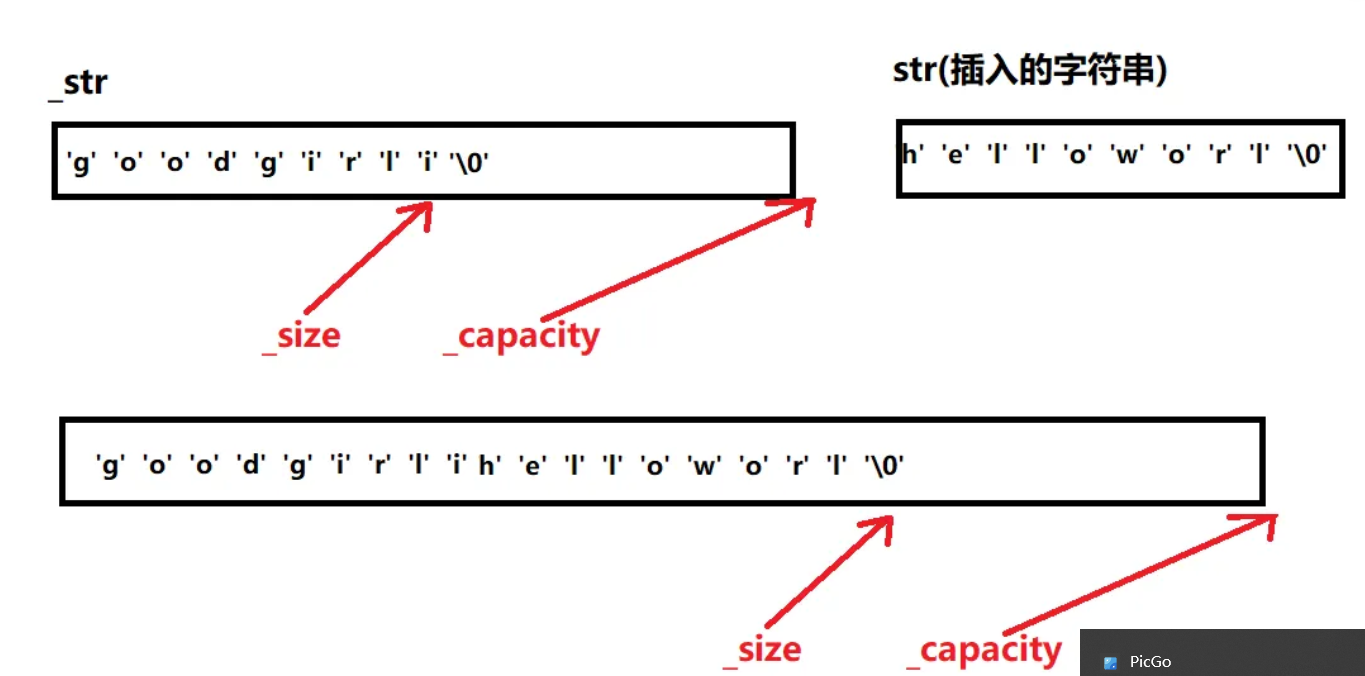 _str
str(插入的字符串)
'g' 'o' 'o' 'd' 'g' 'i' 'r' 'l' 'i' '\0'
h' 'e' 'l' 'l' 'o' 'w' 'o' 'r' 'l' '\0'
_size
_capacity
'g' 'o' 'o' 'd' 'g' 'i' 'r' 'l' 'i' h' 'e' 'l' 'l' 'o' 'w' 'o' 'r' 'l' '\0'
_size
_capacity
PicGo